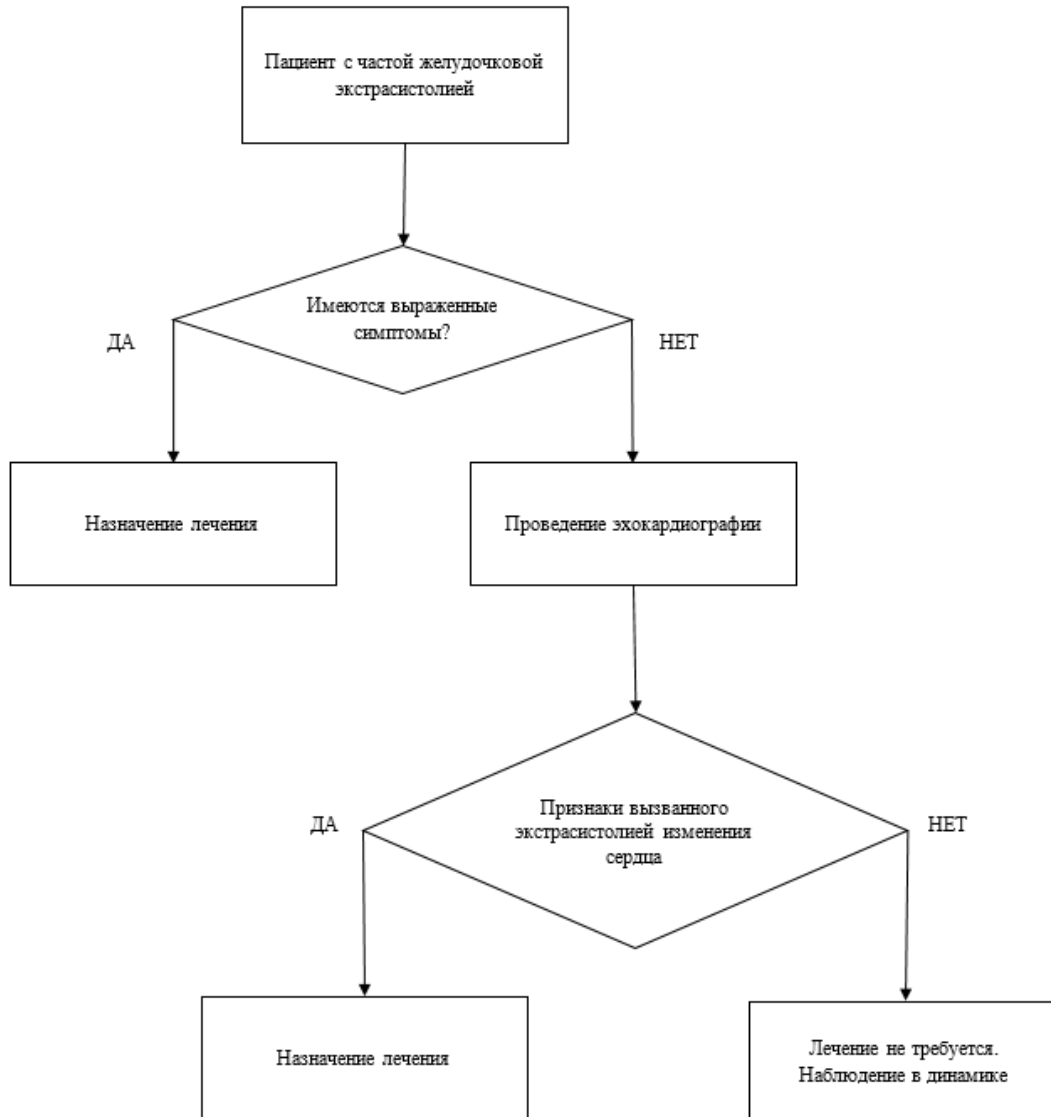 Пациент с частой желудочковой
экстрасистолией
Имеются выраженные
симптомы?
ДА
НЕТ
Назначение лечения
Проведение эхокардиографии
Признаки вызванного
экстрасистолией изменения
сердца
ДА
НЕТ
Назначение лечения
Лечение не требуется.
Наблюдение в динамике